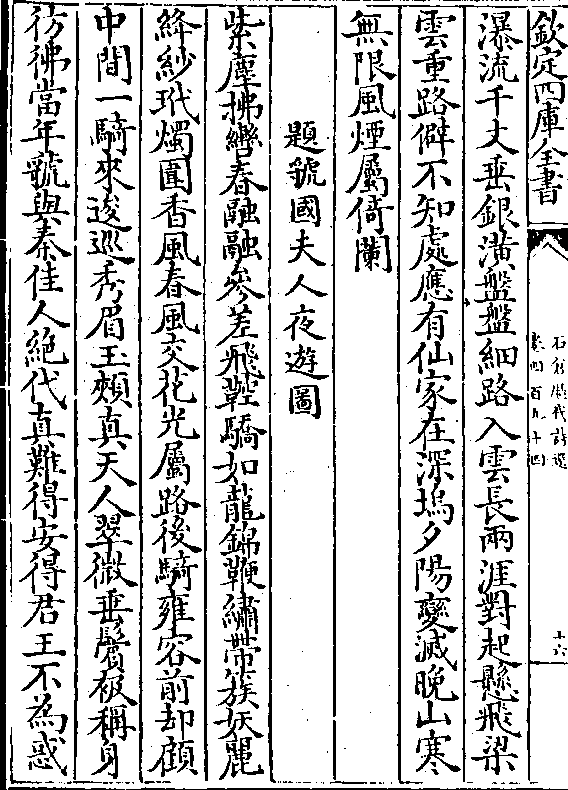 欽定四庫全書
石倉歷代詩選
卷四百九十四
十六
瀑流千丈垂銀潢盤盤細路入雲長兩涯對起懸飛梁
雲重路僻不知處應有仙家在深塢夕陽變滅晚山寒
無限風煙屬倚闌
題號國夫人夜遊圖
紫塵拂轡春融融參差飛鞚驕如龍錦鞭繡帶簇妖麗
絳紗玳燭圍香風春風交花光屬路後騎雍容前却顧
中間一騎來逡巡秀眉玉頰真天人翠微垂鬢衱稱身
彷彿當年號與秦佳人絕代真難得安得君王不為惑